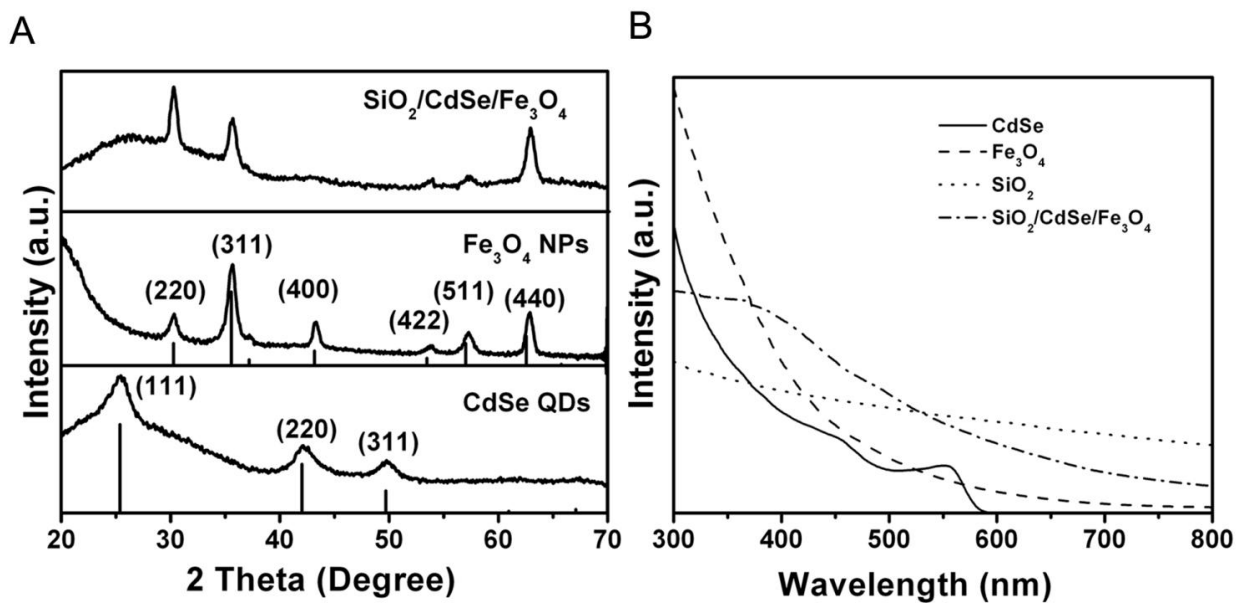 A
B
SiO₂/CdSe/Fe₃O₄
Fe₃O₄ NPs
(220)
(311)
(400)
(422)
(511)
(440)
CdSe QDs
(111)
(220)
(311)
Intensity (a.u.)
20 30 40 50 60 70
2 Theta (Degree)
CdSe
Fe₃O₄
SiO₂
SiO₂/CdSe/Fe₃O₄
Intensity (a.u.)
300 400 500 600 700 800
Wavelength (nm)